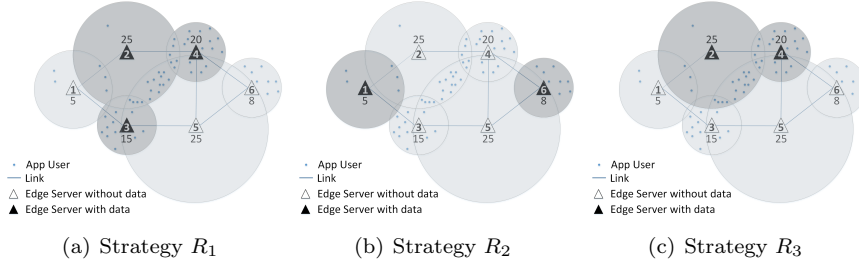 25
2
20
4
1
5
6
8
3
15
5
25
App User
Link
Edge Server without data
Edge Server with data
(a) Strategy R1
25
2
20
4
1
5
6
8
3
15
5
25
App User
Link
Edge Server without data
Edge Server with data
(b) Strategy R2
25
2
20
4
1
5
6
8
3
15
5
25
App User
Link
Edge Server without data
Edge Server with data
(c) Strategy R3